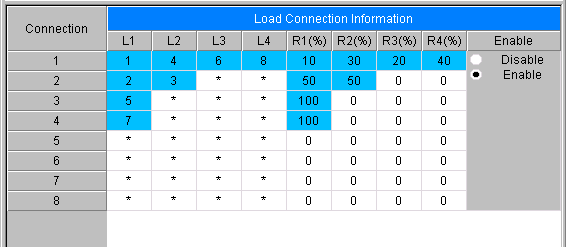 Connection Load Connection Information
L1 L2 L3 L4 R1(%) R2(%) R3(%) R4(%) Enable
1 1 4 6 8 10 30 20 40 Disable
2 2 3 * * 50 50 0 0 Enable
3 5 * * * 100 0 0 0
4 7 * * * 100 0 0 0
5 * * * * 0 0 0 0
6 * * * * 0 0 0 0
7 * * * * 0 0 0 0
8 * * * * 0 0 0 0